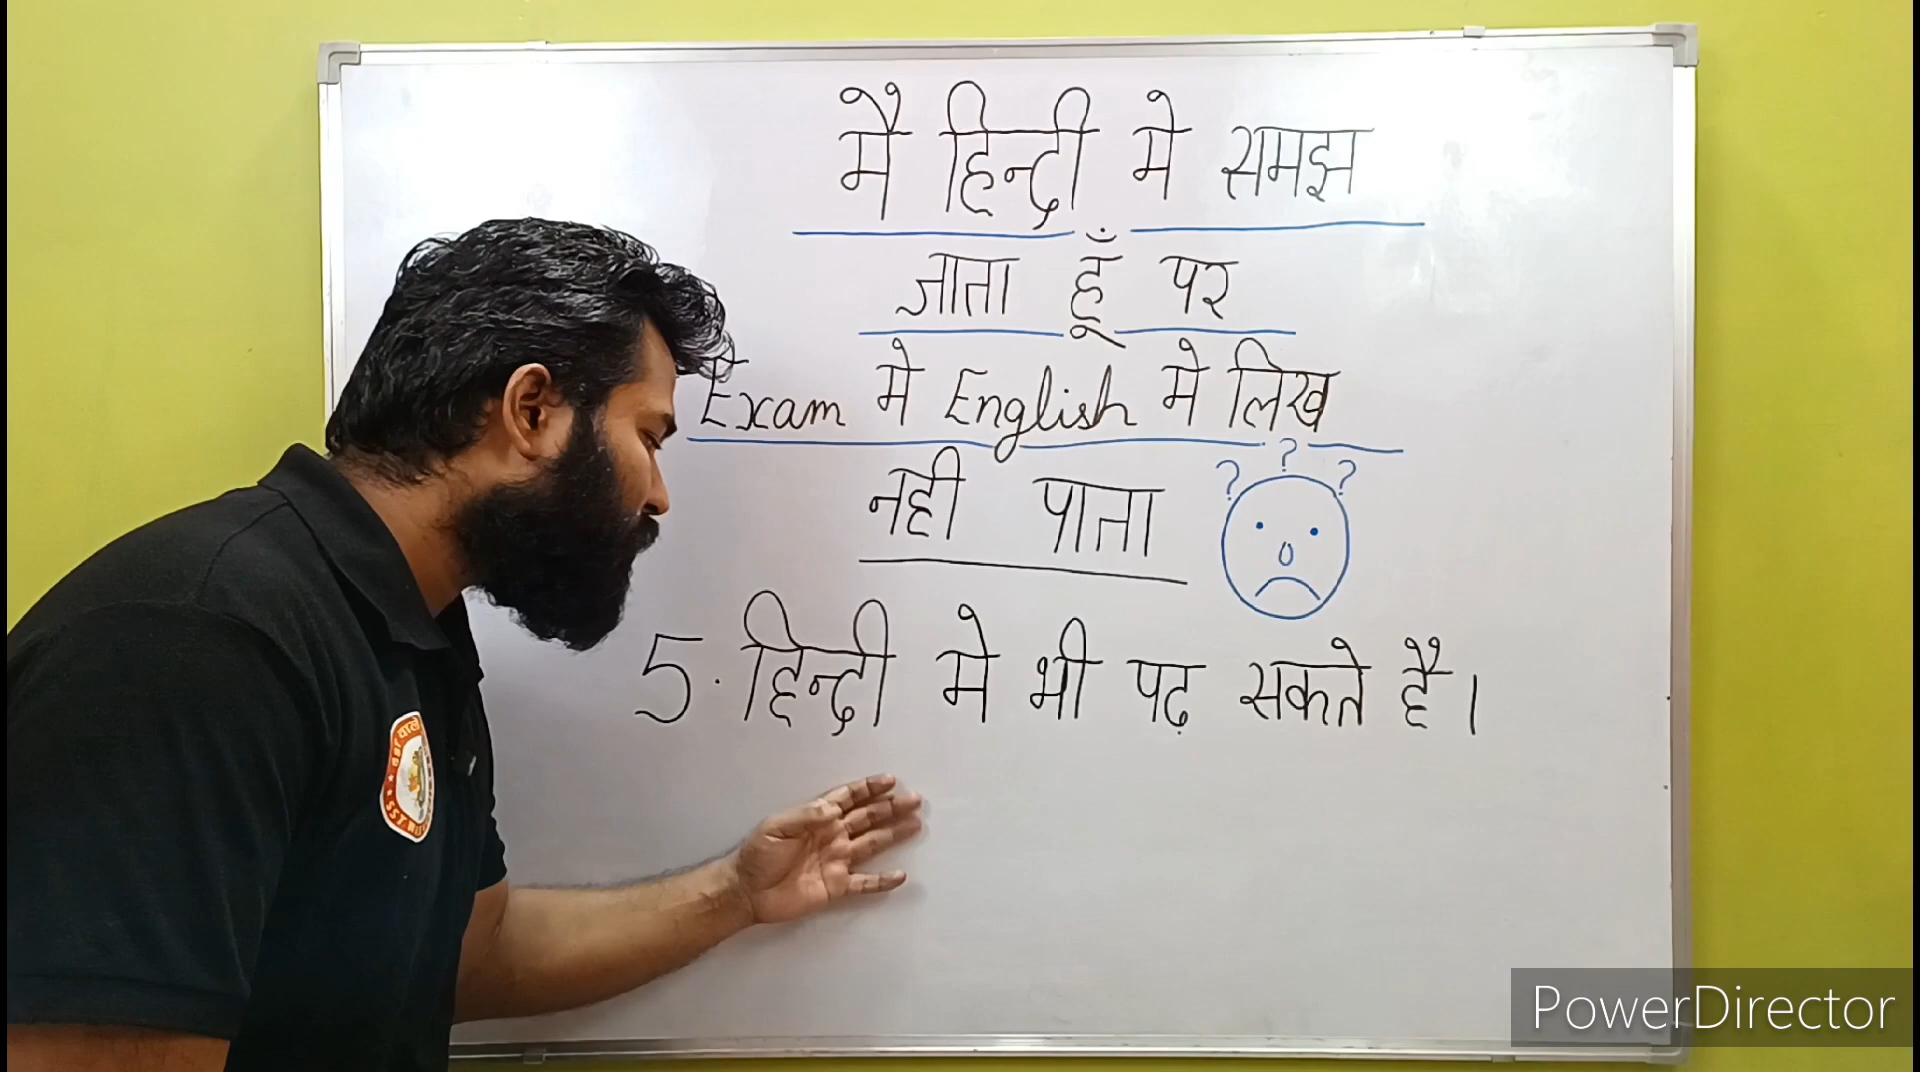 मै हिन्दी मे समझ
जाता हूँ पर
Exam मे English मे लिख
नही पाता
? ? ?
5. हिन्दी मे भी पढ़ सकते है।
PowerDirector